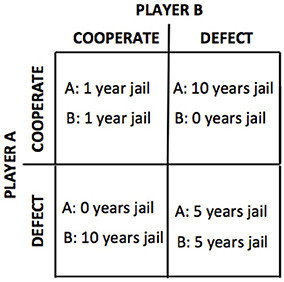 PLAYER B
COOPERATE
DEFECT
PLAYER A
COOPERATE
A: 1 year jail
B: 1 year jail
A: 10 years jail
B: 0 years jail
DEFECT
A: 0 years jail
B: 10 years jail
A: 5 years jail
B: 5 years jail